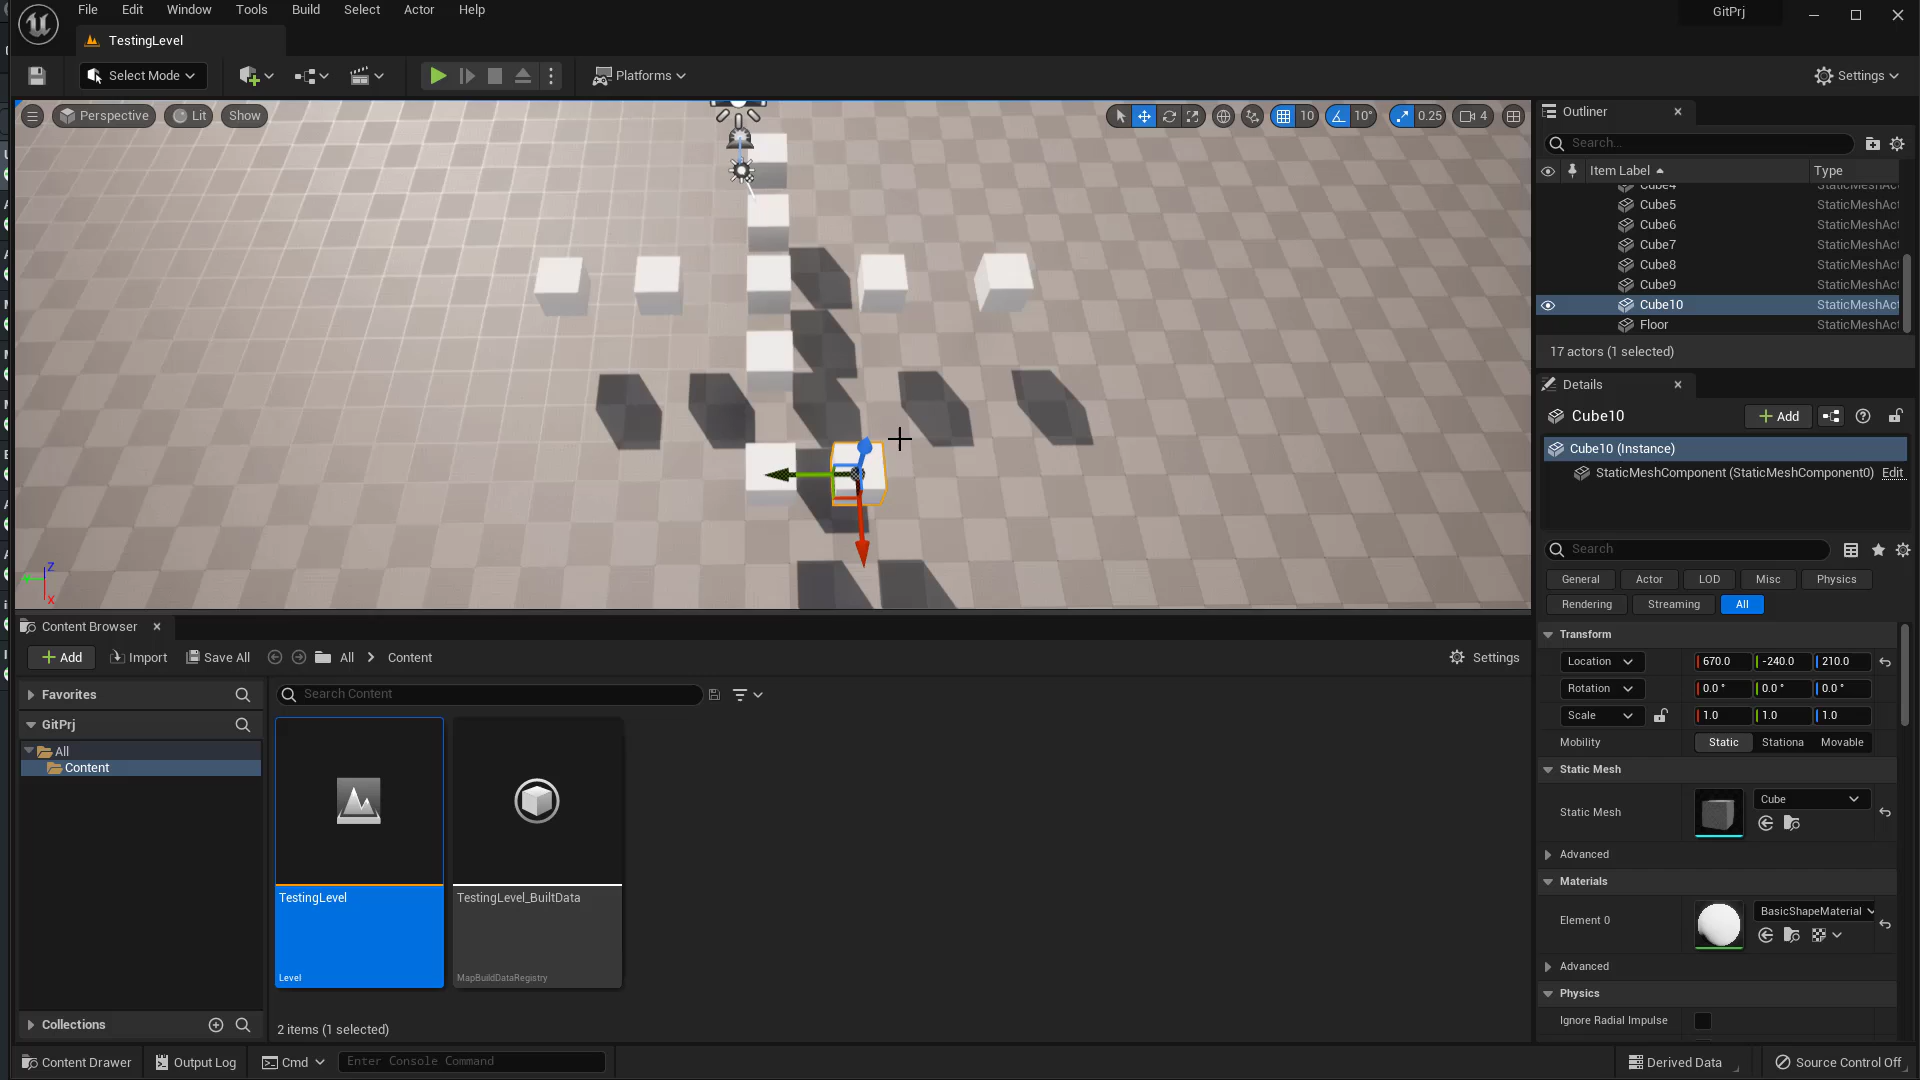 File Edit Window Tools Build Select Actor Help
GitPrj
TestingLevel
Select Mode
Platforms
Settings
Perspective Lit Show
10 10° 0.25 4
Outliner
Search...
Item Label Type
Cube4 StaticMeshAct
Cube5 StaticMeshAct
Cube6 StaticMeshAct
Cube7 StaticMeshAct
Cube8 StaticMeshAct
Cube9 StaticMeshAct
Cube10 StaticMeshAct
Floor StaticMeshAct
17 actors (1 selected)
Details
Cube10 Add
Cube10 (Instance)
StaticMeshComponent (StaticMeshComponent0) Edit
Search
General Actor LOD Misc Physics
Rendering Streaming All
Transform
Location 670.0 -240.0 210.0
Rotation 0.0° 0.0° 0.0°
Scale 1.0 1.0 1.0
Mobility Static Stationa Movable
Static Mesh
Static Mesh Cube
Advanced
Materials
Element 0 BasicShapeMaterial
Advanced
Physics
Ignore Radial Impulse
Z
X
Content Browser
Add Import Save All All Content Settings
Favorites
Search Content
GitPrj
All
Content
TestingLevel
Level
TestingLevel_BuiltData
MapBuildDataRegistry
Collections
2 items (1 selected)
Content Drawer Output Log Cmd Enter Console Command Derived Data Source Control Off